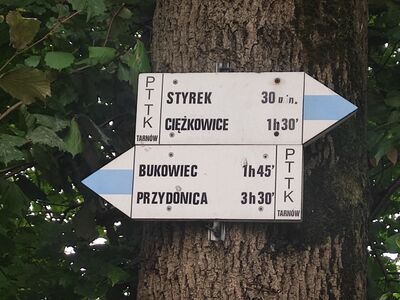 PTTK
TARNÓW
STYREK 30
CIĘŻKOWICE 1h30'
BUKOWIEC 1h45'
PRZYDONICA 3h30'
PTTK
TARNÓW